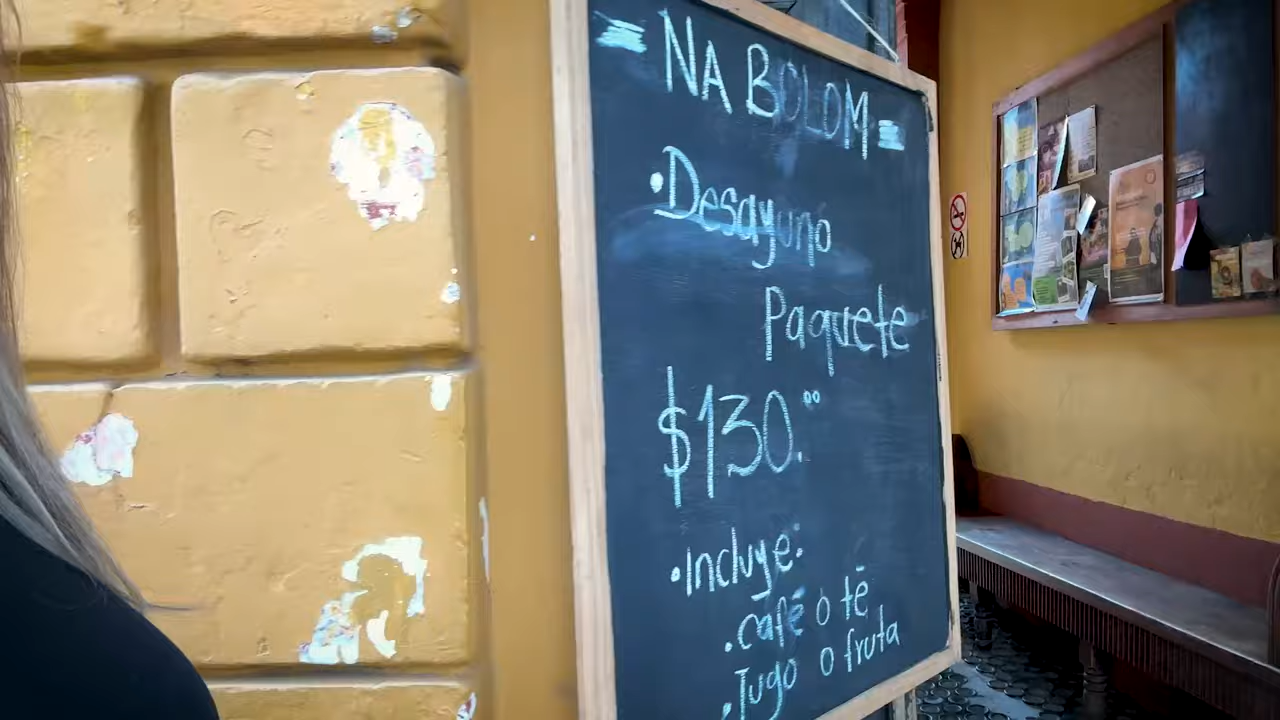 NA BOLOM
•Desayuno
Paquete
$130.00
•Incluye:
.café o té
.Jugo o fruta